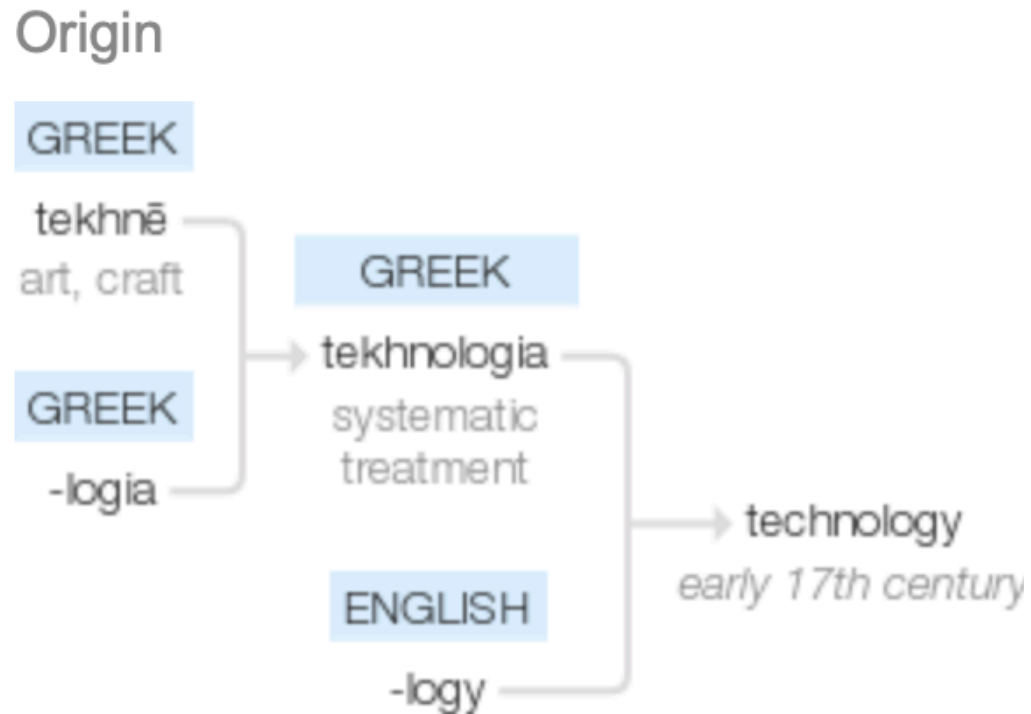 Origin
GREEK
tekhnē
art, craft
GREEK
-logia
GREEK
tekhnologia
systematic
treatment
ENGLISH
-logy
technology
early 17th century